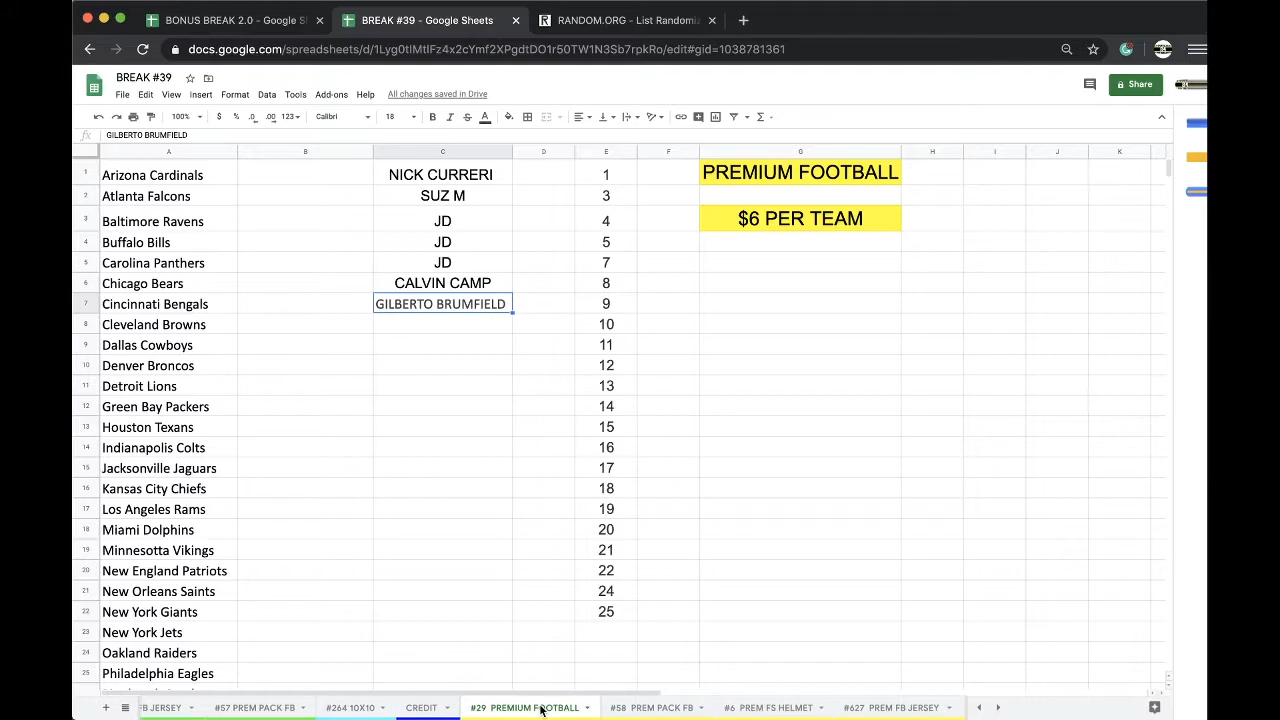 BONUS BREAK 2.0 - Google S
BREAK #39 - Google Sheets
RANDOM.ORG - List Randomi
docs.google.com/spreadsheets/d/1Lyg0tIMtIFz4x2cYmf2XPgdtDO1r50TW1N3Sb7rpkRo/edit#gid=1038781361
BREAK #39
Share
File Edit View Insert Format Data Tools Add-ons Help All changes saved in Drive
100% $ % .0 .00 123 Calibri 18 B I S A
fx GILBERTO BRUMFIELD
A B C D E F G H I J K
1 Arizona Cardinals NICK CURRERI 1 PREMIUM FOOTBALL
2 Atlanta Falcons SUZ M 3
3 Baltimore Ravens JD 4 $6 PER TEAM
4 Buffalo Bills JD 5
5 Carolina Panthers JD 7
6 Chicago Bears CALVIN CAMP 8
7 Cincinnati Bengals GILBERTO BRUMFIELD 9
8 Cleveland Browns 10
9 Dallas Cowboys 11
10 Denver Broncos 12
11 Detroit Lions 13
12 Green Bay Packers 14
13 Houston Texans 15
14 Indianapolis Colts 16
15 Jacksonville Jaguars 17
16 Kansas City Chiefs 18
17 Los Angeles Rams 19
18 Miami Dolphins 20
19 Minnesotta Vikings 21
20 New England Patriots 22
21 New Orleans Saints 24
22 New York Giants 25
23 New York Jets
24 Oakland Raiders
25 Philadelphia Eagles
FB JERSEY #57 PREM PACK FB #264 10X10 CREDIT #29 PREMIUM FOOTBALL #58 PREM PACK FB #6 PREM FS HELMET #627 PREM FB JERSEY